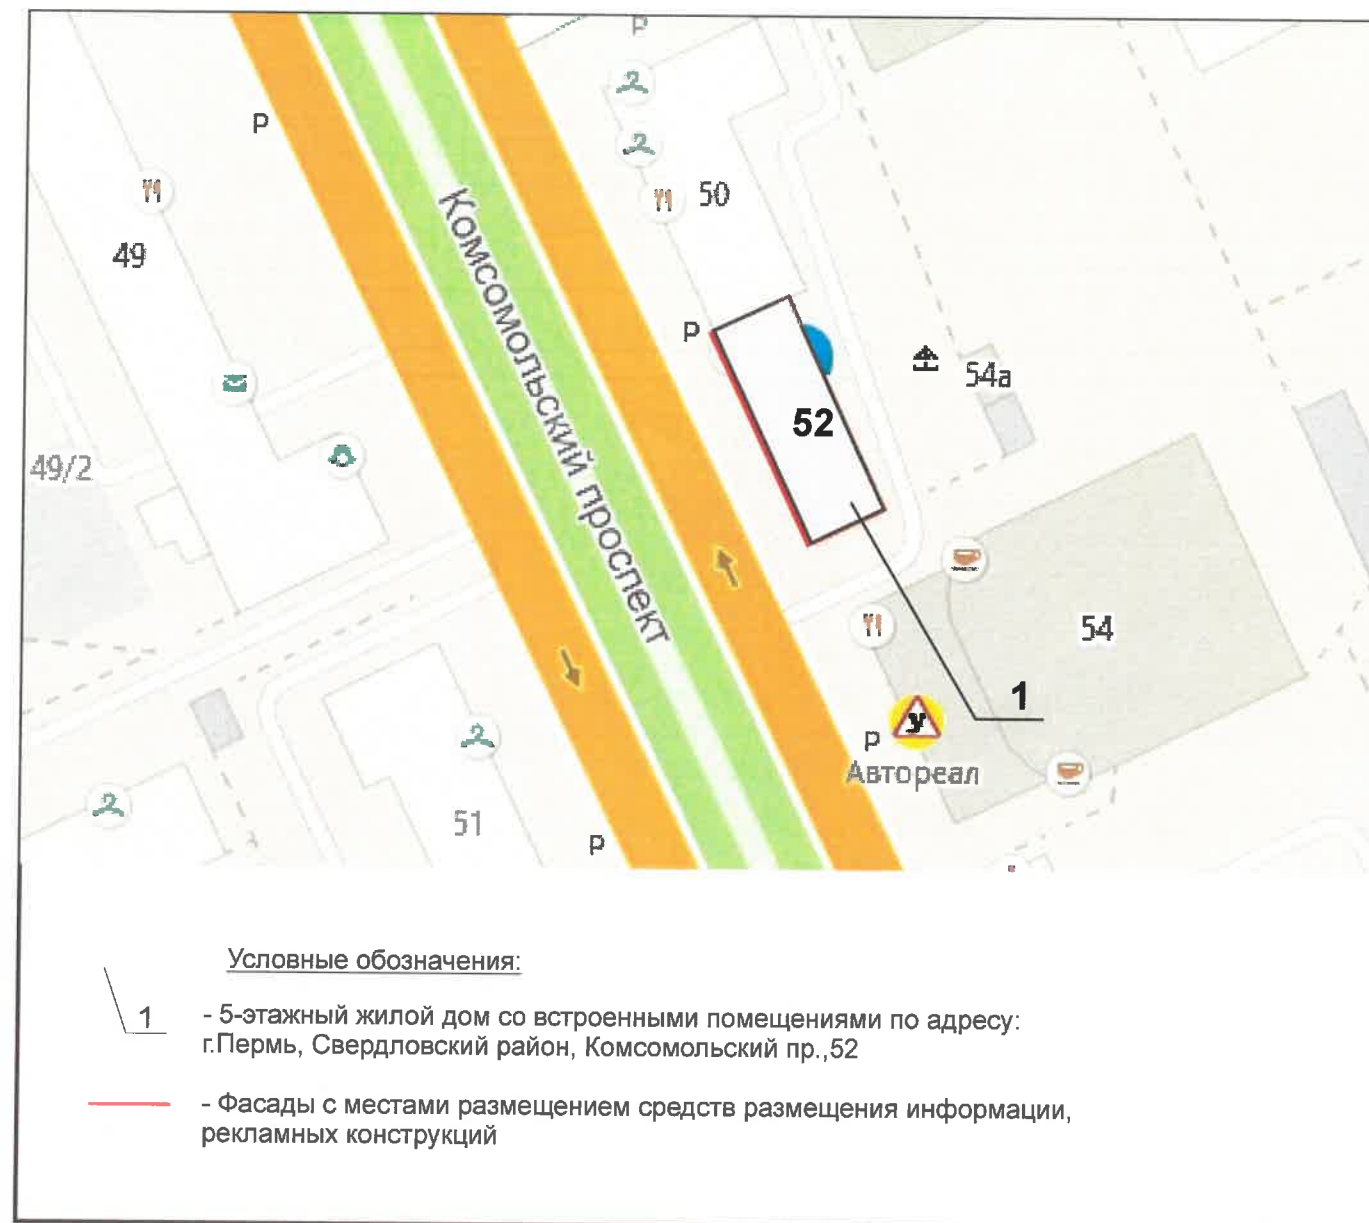 Р
Р
50
49
Комсомольский проспект
Р
54а
52
49/2
54
1
У
Р
Автореал
51
Р
Условные обозначения:
1
- 5-этажный жилой дом со встроенными помещениями по адресу:
г.Пермь, Свердловский район, Комсомольский пр.,52
- Фасады с местами размещением средств размещения информации,
рекламных конструкций